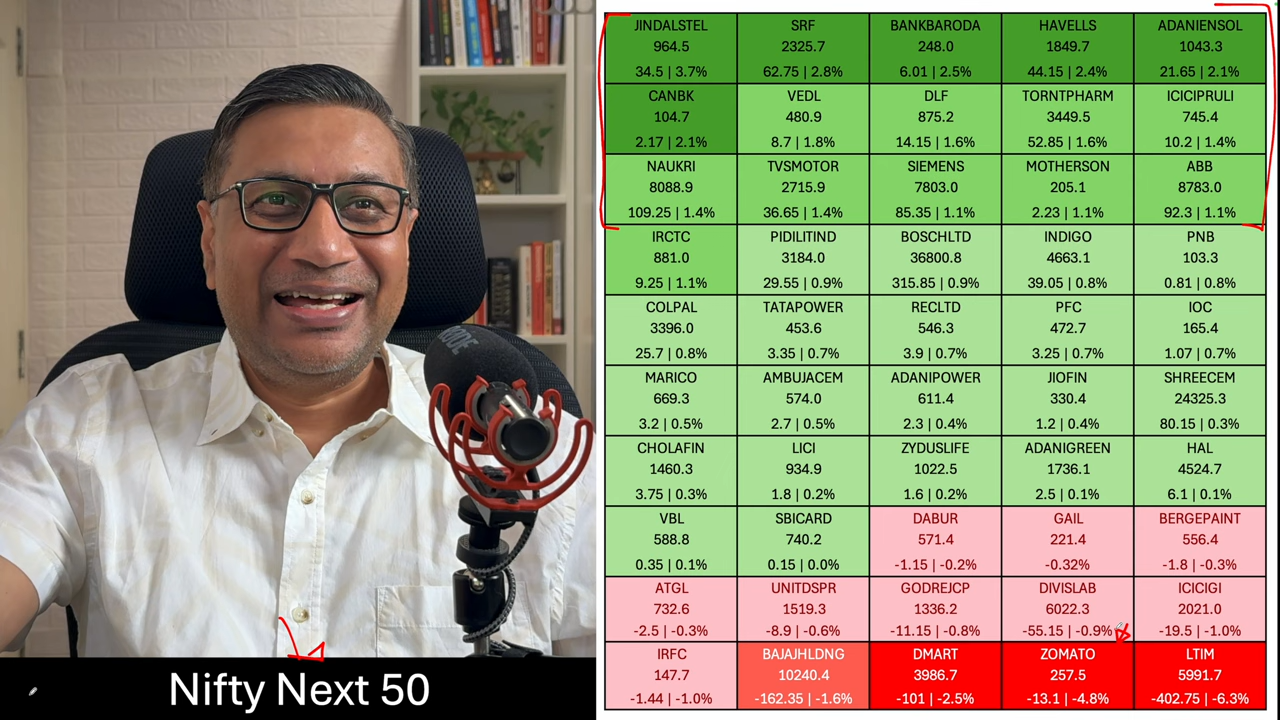 JINDALSTEL SRF BANKBARODA HAVELLS ADANIENSOL
964.5 2325.7 248.0 1849.7 1043.3
34.5 | 3.7% 62.75 | 2.8% 6.01 | 2.5% 44.15 | 2.4% 21.65 | 2.1%
CANBK VEDL DLF TORNTPHARM ICICIPRULI
104.7 480.9 875.2 3449.5 745.4
2.17 | 2.1% 8.7 | 1.8% 14.15 | 1.6% 52.85 | 1.6% 10.2 | 1.4%
NAUKRI TVSMOTOR SIEMENS MOTHERSON ABB
8088.9 2715.9 7803.0 205.1 8783.0
109.25 | 1.4% 36.65 | 1.4% 85.35 | 1.1% 2.23 | 1.1% 92.3 | 1.1%
IRCTC PIDILITIND BOSCHLTD INDIGO PNB
881.0 3184.0 36800.8 4663.1 103.3
9.25 | 1.1% 29.55 | 0.9% 315.85 | 0.9% 39.05 | 0.8% 0.81 | 0.8%
COLPAL TATAPOWER RECLTD PFC IOC
3396.0 453.6 546.3 472.7 165.4
25.7 | 0.8% 3.35 | 0.7% 3.9 | 0.7% 3.25 | 0.7% 1.07 | 0.7%
MARICO AMBUJACEM ADANIPOWER JIOFIN SHREECEM
669.3 574.0 611.4 330.4 24325.3
3.2 | 0.5% 2.7 | 0.5% 2.3 | 0.4% 1.2 | 0.4% 80.15 | 0.3%
CHOLAFIN LICI ZYDUSLIFE ADANIGREEN HAL
1460.3 934.9 1022.5 1736.1 4524.7
3.75 | 0.3% 1.8 | 0.2% 1.6 | 0.2% 2.5 | 0.1% 6.1 | 0.1%
VBL SBICARD DABUR GAIL BERGEPAINT
588.8 740.2 571.4 221.4 556.4
0.35 | 0.1% 0.15 | 0.0% -1.15 | -0.2% -0.32% -1.8 | -0.3%
ATGL UNITDSPR GODREJCP DIVISLAB ICICIGI
732.6 1519.3 1336.2 6022.3 2021.0
-2.5 | -0.3% -8.9 | -0.6% -11.15 | -0.8% -55.15 | -0.9% -19.5 | -1.0%
IRFC BAJAJHLDNG DMART ZOMATO LTIM
147.7 10240.4 3986.7 257.5 5991.7
-1.44 | -1.0% -162.35 | -1.6% -101 | -2.5% -13.1 | -4.8% -402.75 | -6.3%
RODE
Nifty Next 50